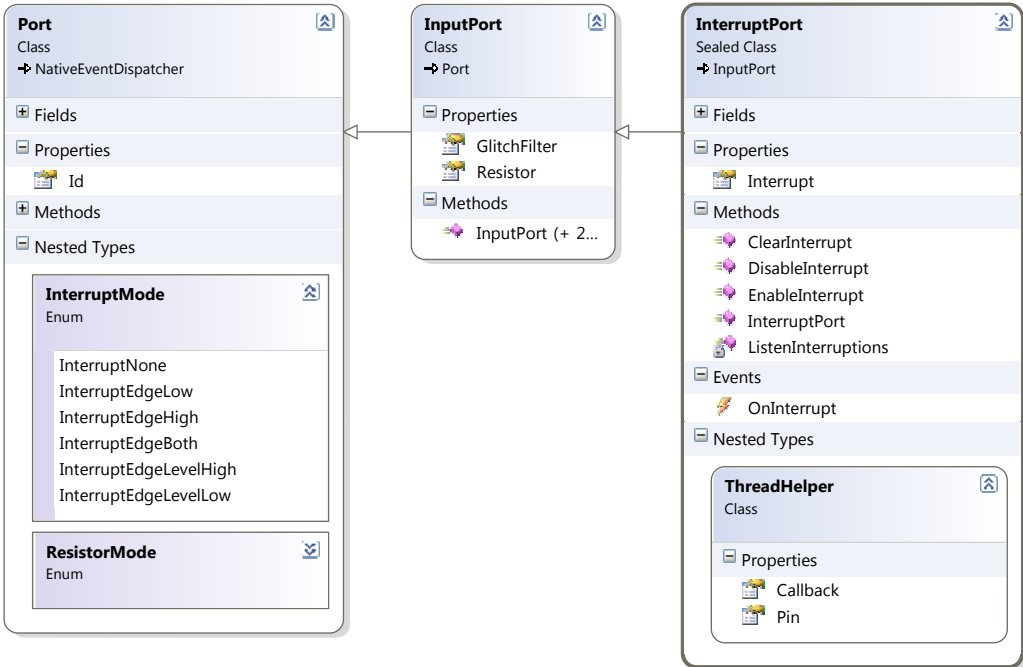 Port
Class
NativeEventDispatcher
Fields
Properties
Id
Methods
Nested Types
InterruptMode
Enum
InterruptNone
InterruptEdgeLow
InterruptEdgeHigh
InterruptEdgeBoth
InterruptEdgeLevelHigh
InterruptEdgeLevelLow
ResistorMode
Enum
InputPort
Class
Port
Properties
GlitchFilter
Resistor
Methods
InputPort (+ 2...
InterruptPort
Sealed Class
InputPort
Fields
Properties
Interrupt
Methods
ClearInterrupt
DisableInterrupt
EnableInterrupt
InterruptPort
ListenInterruptions
Events
OnInterrupt
Nested Types
ThreadHelper
Class
Properties
Callback
Pin